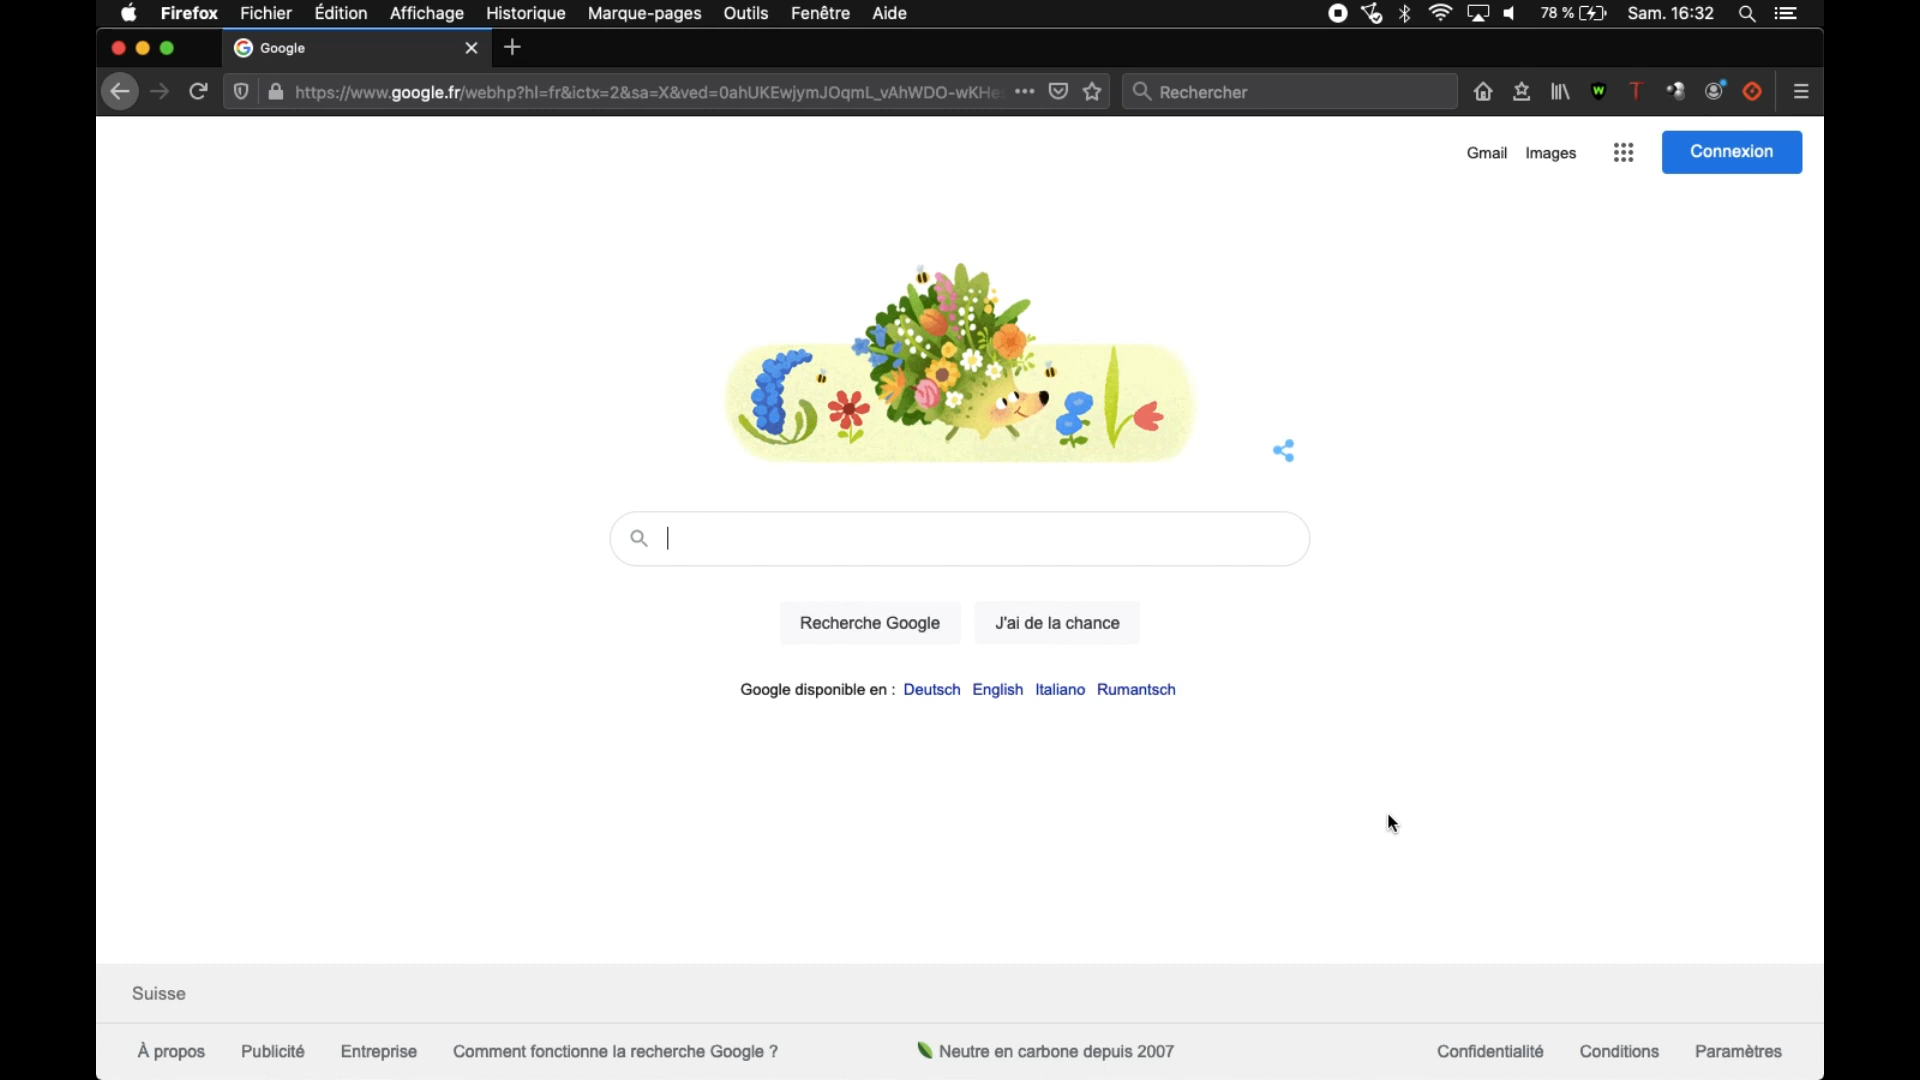 Firefox Fichier Édition Affichage Historique Marque-pages Outils Fenêtre Aide 78 % Sam. 16:32
Google
https://www.google.fr/webhp?hl=fr&ictx=2&sa=X&ved=0ahUKEwjymJOqmL_vAhWDO-wKHe
Rechercher
Gmail Images Connexion
Recherche Google J'ai de la chance
Google disponible en : Deutsch English Italiano Rumantsch
Suisse
À propos Publicité Entreprise Comment fonctionne la recherche Google ? Neutre en carbone depuis 2007 Confidentialité Conditions Paramètres